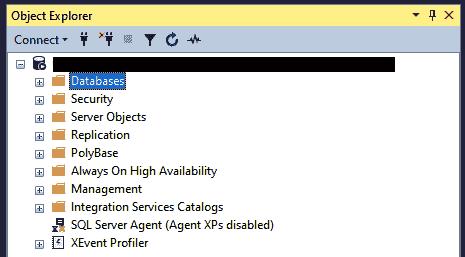 Object Explorer
Connect
Databases
Security
Server Objects
Replication
PolyBase
Always On High Availability
Management
Integration Services Catalogs
SQL Server Agent (Agent XPs disabled)
XEvent Profiler